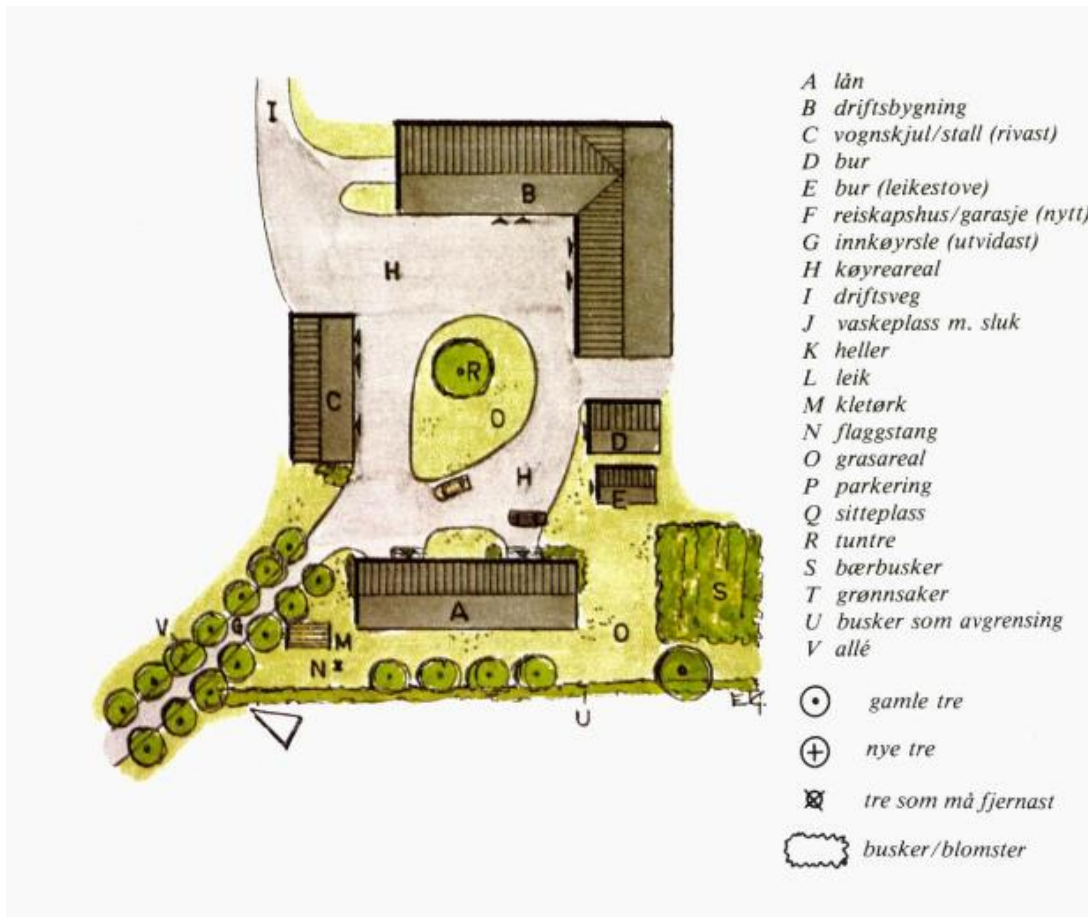 I
B
H
R
C
O
H
D
E
S
A
V
G
M
O
N
U
A lån
B driftsbygning
C vognskjul/stall (rivast)
D bur
E bur (leikestove)
F reiskapshus/garasje (nytt)
G innkøyrsle (utvidast)
H køyreareal
I driftsveg
J vaskeplass m. sluk
K heller
L leik
M kletørk
N flaggstang
O grasareal
P parkering
Q sitteplass
R tuntre
S bærbusker
T grønnsaker
U busker som avgrensing
V allé
gamle tre
nye tre
tre som må fjernast
busker/blomster